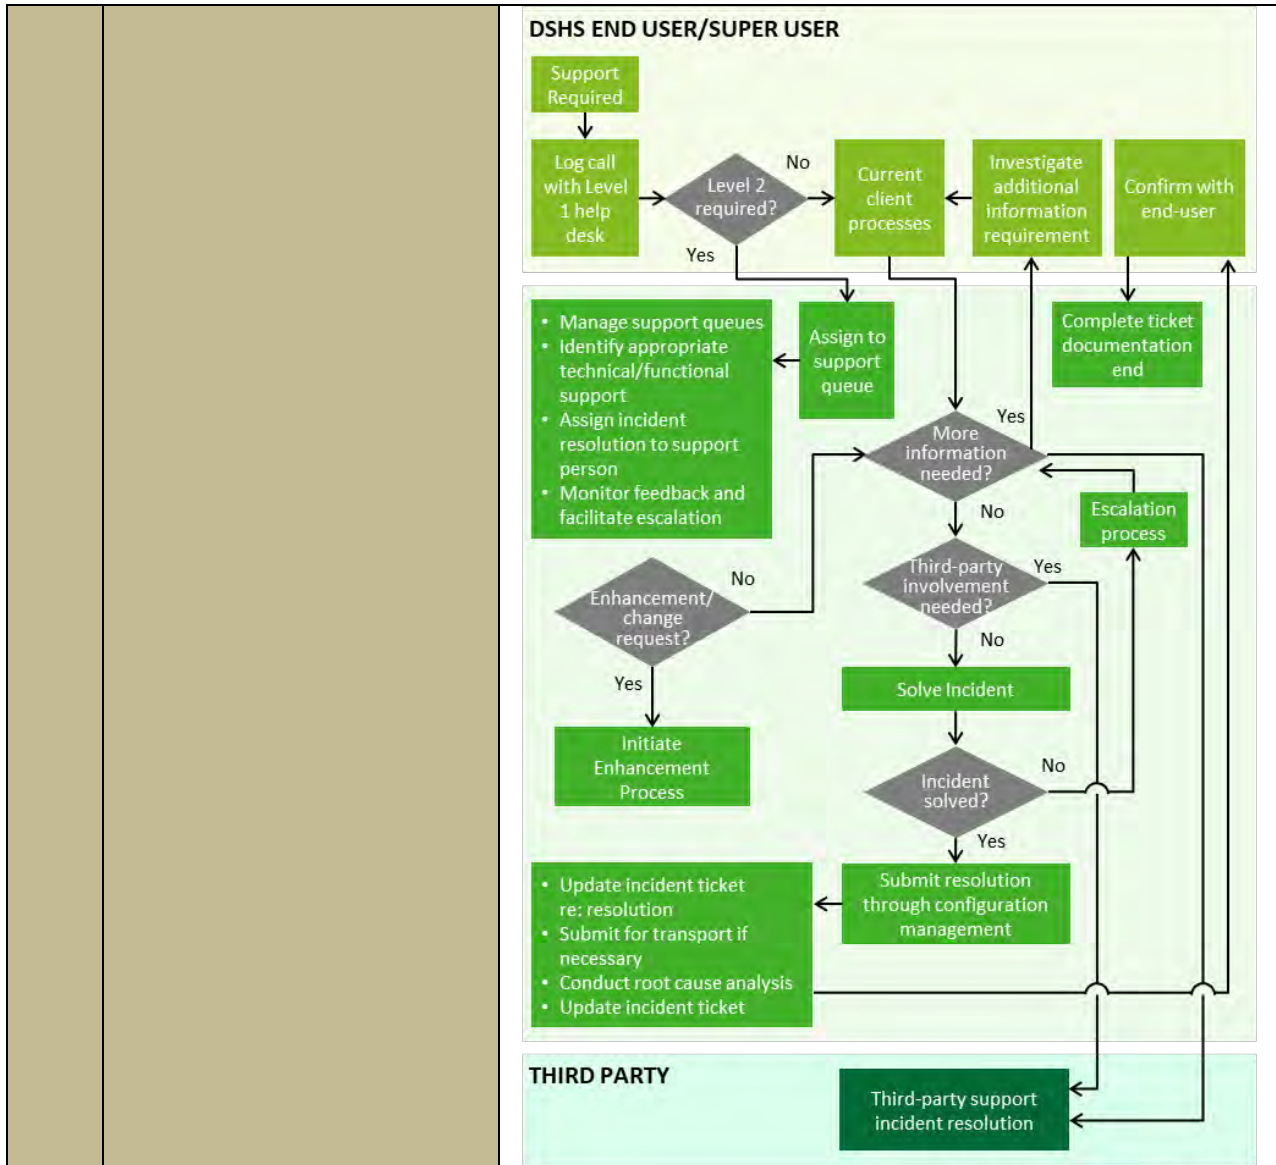 DSHS END USER/SUPER USER
Support
Required
Log call
with Level
1 help
desk
Level 2
required?
No
Yes
Current
client
processes
Investigate
additional
information
requirement
Confirm with
end-user
• Manage support queues
• Identify appropriate
technical/functional
support
• Assign incident
resolution to support
person
• Monitor feedback and
facilitate escalation
Assign to
support
queue
Complete ticket
documentation
end
More
information
needed?
Yes
No
Escalation
process
Enhancement/
change
request?
No
Yes
Third-party
involvement
needed?
Yes
No
Solve Incident
Initiate
Enhancement
Process
Incident
solved?
No
Yes
• Update incident ticket
re: resolution
• Submit for transport if
necessary
• Conduct root cause analysis
• Update incident ticket
Submit resolution
through configuration
management
THIRD PARTY
Third-party support
incident resolution